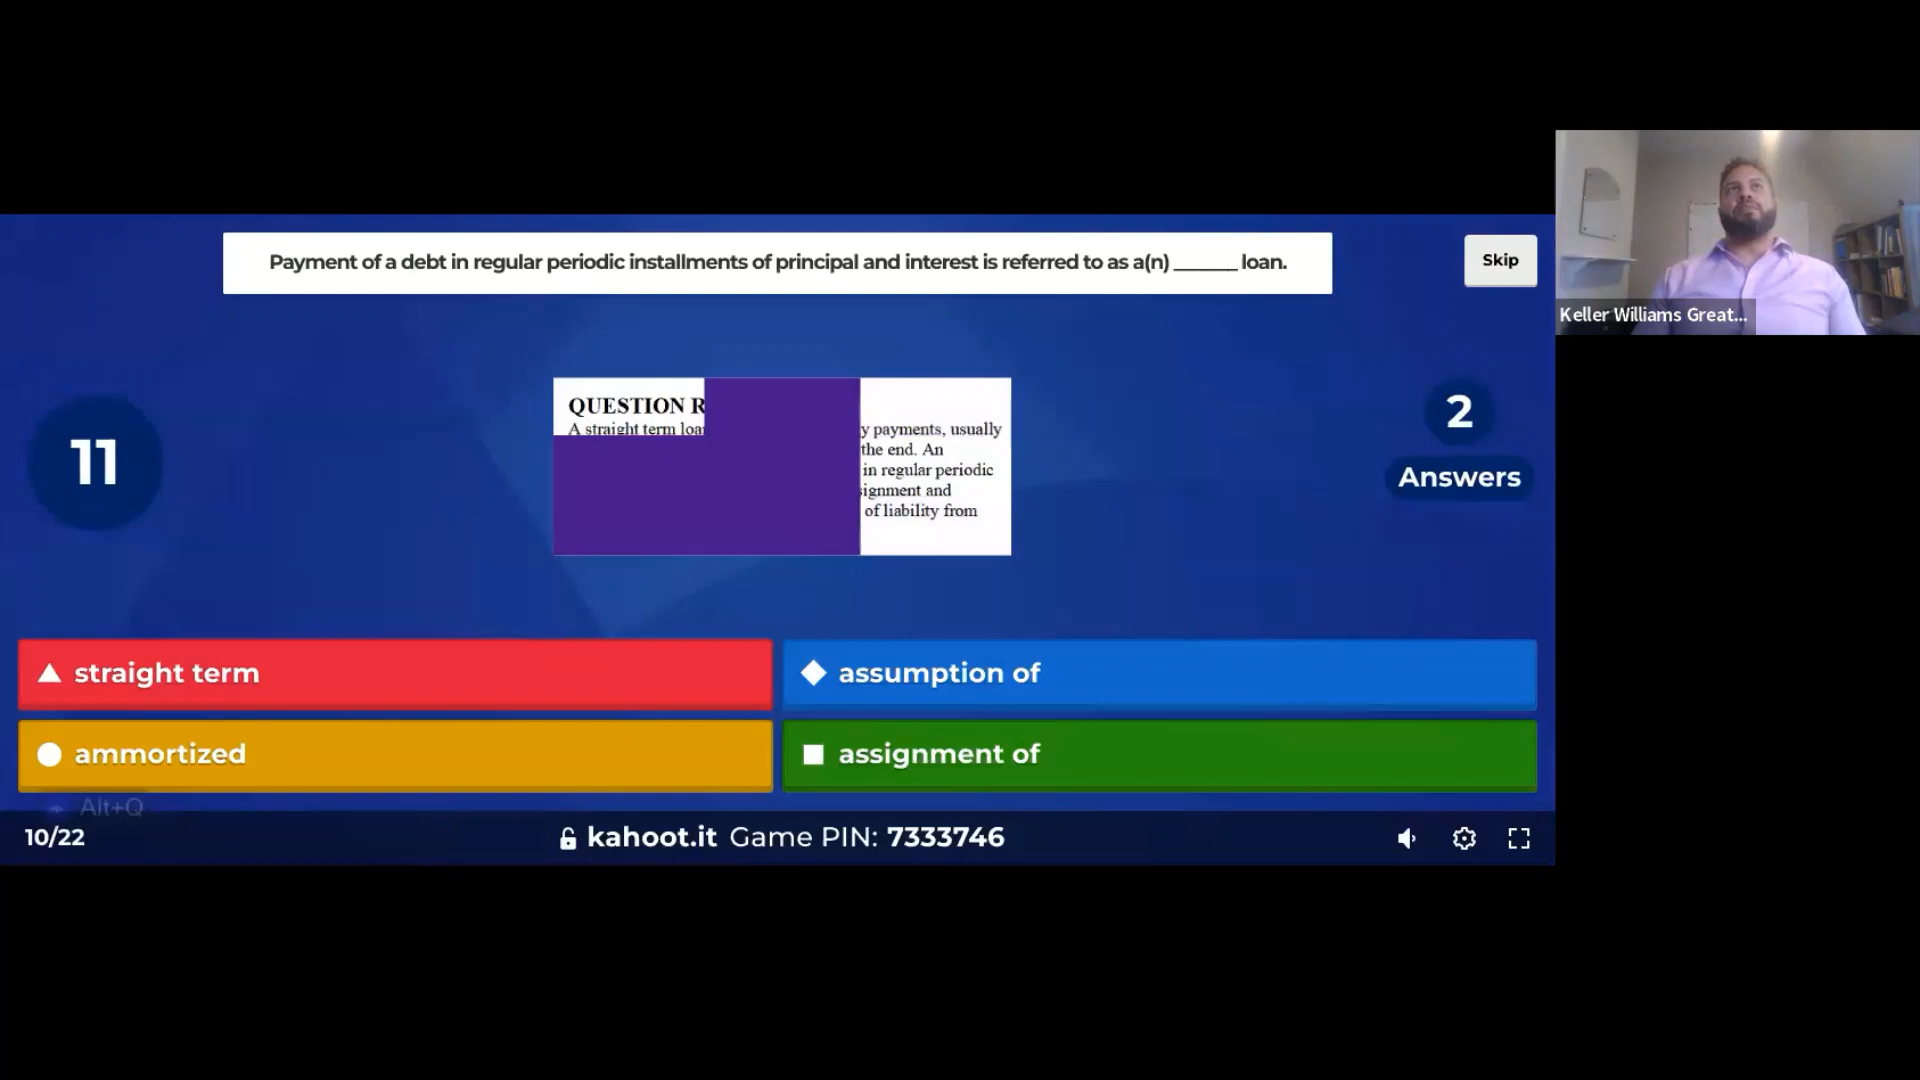 Payment of a debt in regular periodic installments of principal and interest is referred to as a(n) ______ loan.
Skip
Keller Williams Great...
11
QUESTION R
A straight term loa
y payments, usually
the end. An
in regular periodic
ignment and
of liability from
2
Answers
straight term
assumption of
ammortized
assignment of
Alt+Q
10/22
kahoot.it Game PIN: 7333746